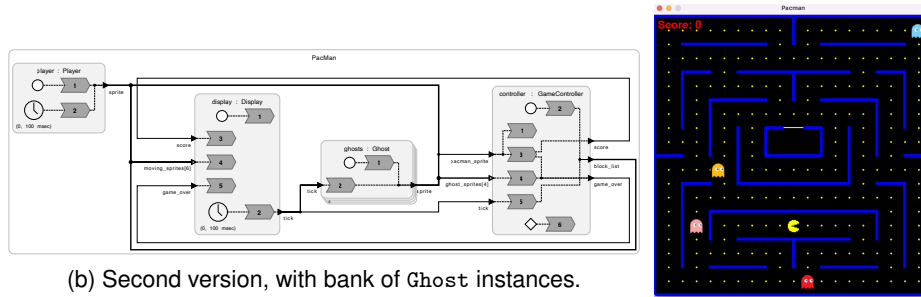 PacMan
player : Player
1
2
(0, 100 msec)
sprite
display : Display
1
3
score
4
moving_sprites[6]
5
game_over
2
(0, 100 msec)
tick
ghosts : Ghost
1
2
tick
sprite
4
controller : GameController
2
1
pacman_sprite
3
4
ghost_sprites[4]
5
tick
6
score
block_list
game_over
(b) Second version, with bank of Ghost instances.
Pacman
Score: 0